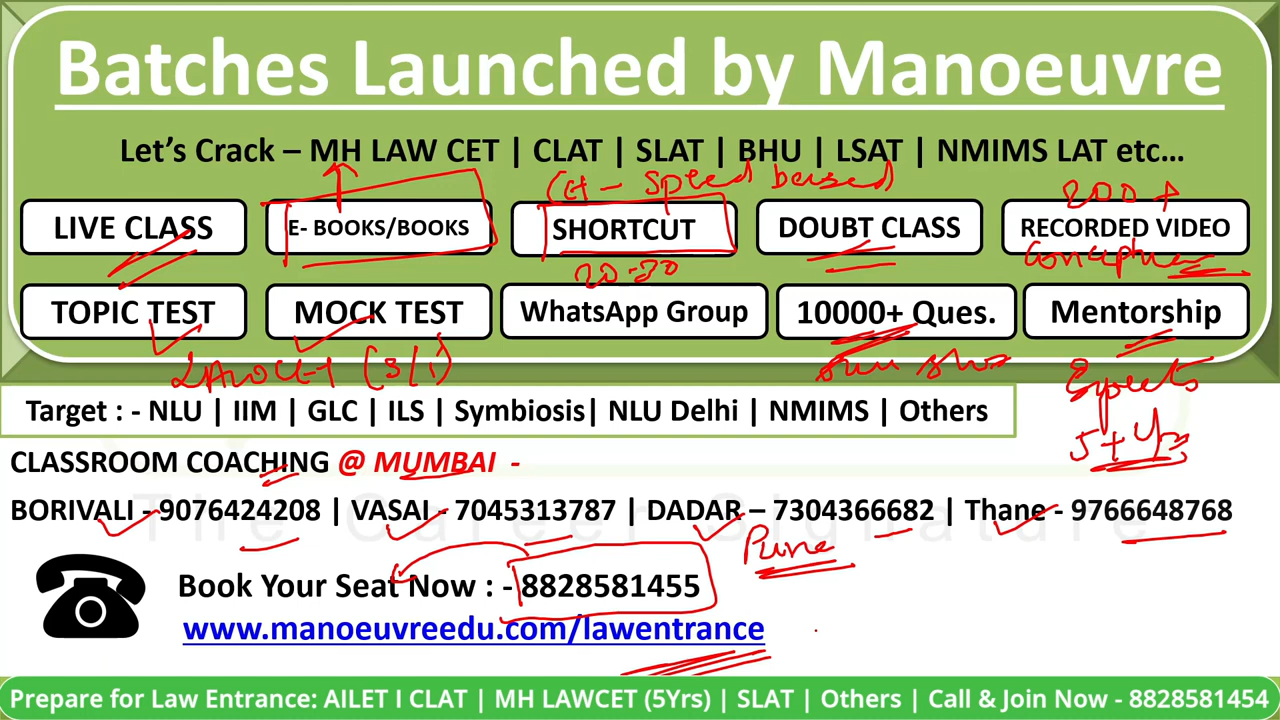 Batches Launched by Manoeuvre
Let's Crack – MH LAW CET | CLAT | SLAT | BHU | LSAT | NMIMS LAT etc...
CET - Speed based
200 +
LIVE CLASS
E- BOOKS/BOOKS
SHORTCUT
DOUBT CLASS
RECORDED VIDEO
20-30
TOPIC TEST
MOCK TEST
WhatsApp Group
10000+ Ques.
Mentorship
Experts
5+ Yrs
Target : - NLU | IIM | GLC | ILS | Symbiosis| NLU Delhi | NMIMS | Others
CLASSROOM COACHING @ MUMBAI -
BORIVALI - 9076424208 | VASAI - 7045313787 | DADAR – 7304366682 | Thane - 9766648768
The Career Signature
Pune
Book Your Seat Now : - 8828581455
www.manoeuvreedu.com/lawentrance
Prepare for Law Entrance: AILET I CLAT | MH LAWCET (5Yrs) | SLAT | Others | Call & Join Now - 8828581454